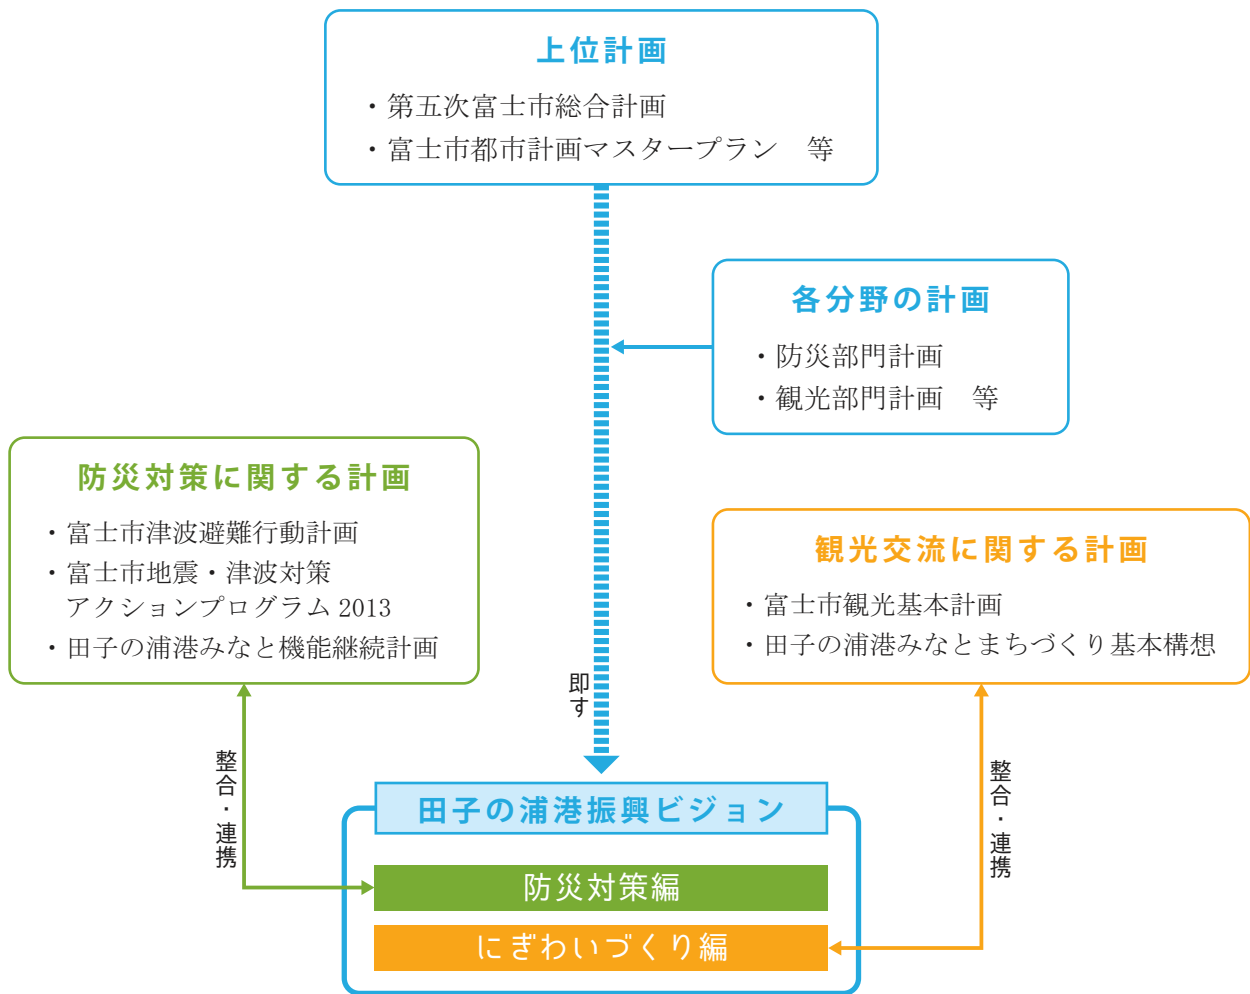 上位計画
・第五次富士市総合計画
・富士市都市計画マスタープラン　等
各分野の計画
・防災部門計画
・観光部門計画　等
防災対策に関する計画
・富士市津波避難行動計画
・富士市地震・津波対策
アクションプログラム 2013
・田子の浦港みなと機能継続計画
観光交流に関する計画
・富士市観光基本計画
・田子の浦港みなとまちづくり基本構想
即す
整合・連携
整合・連携
田子の浦港振興ビジョン
防災対策編
にぎわいづくり編